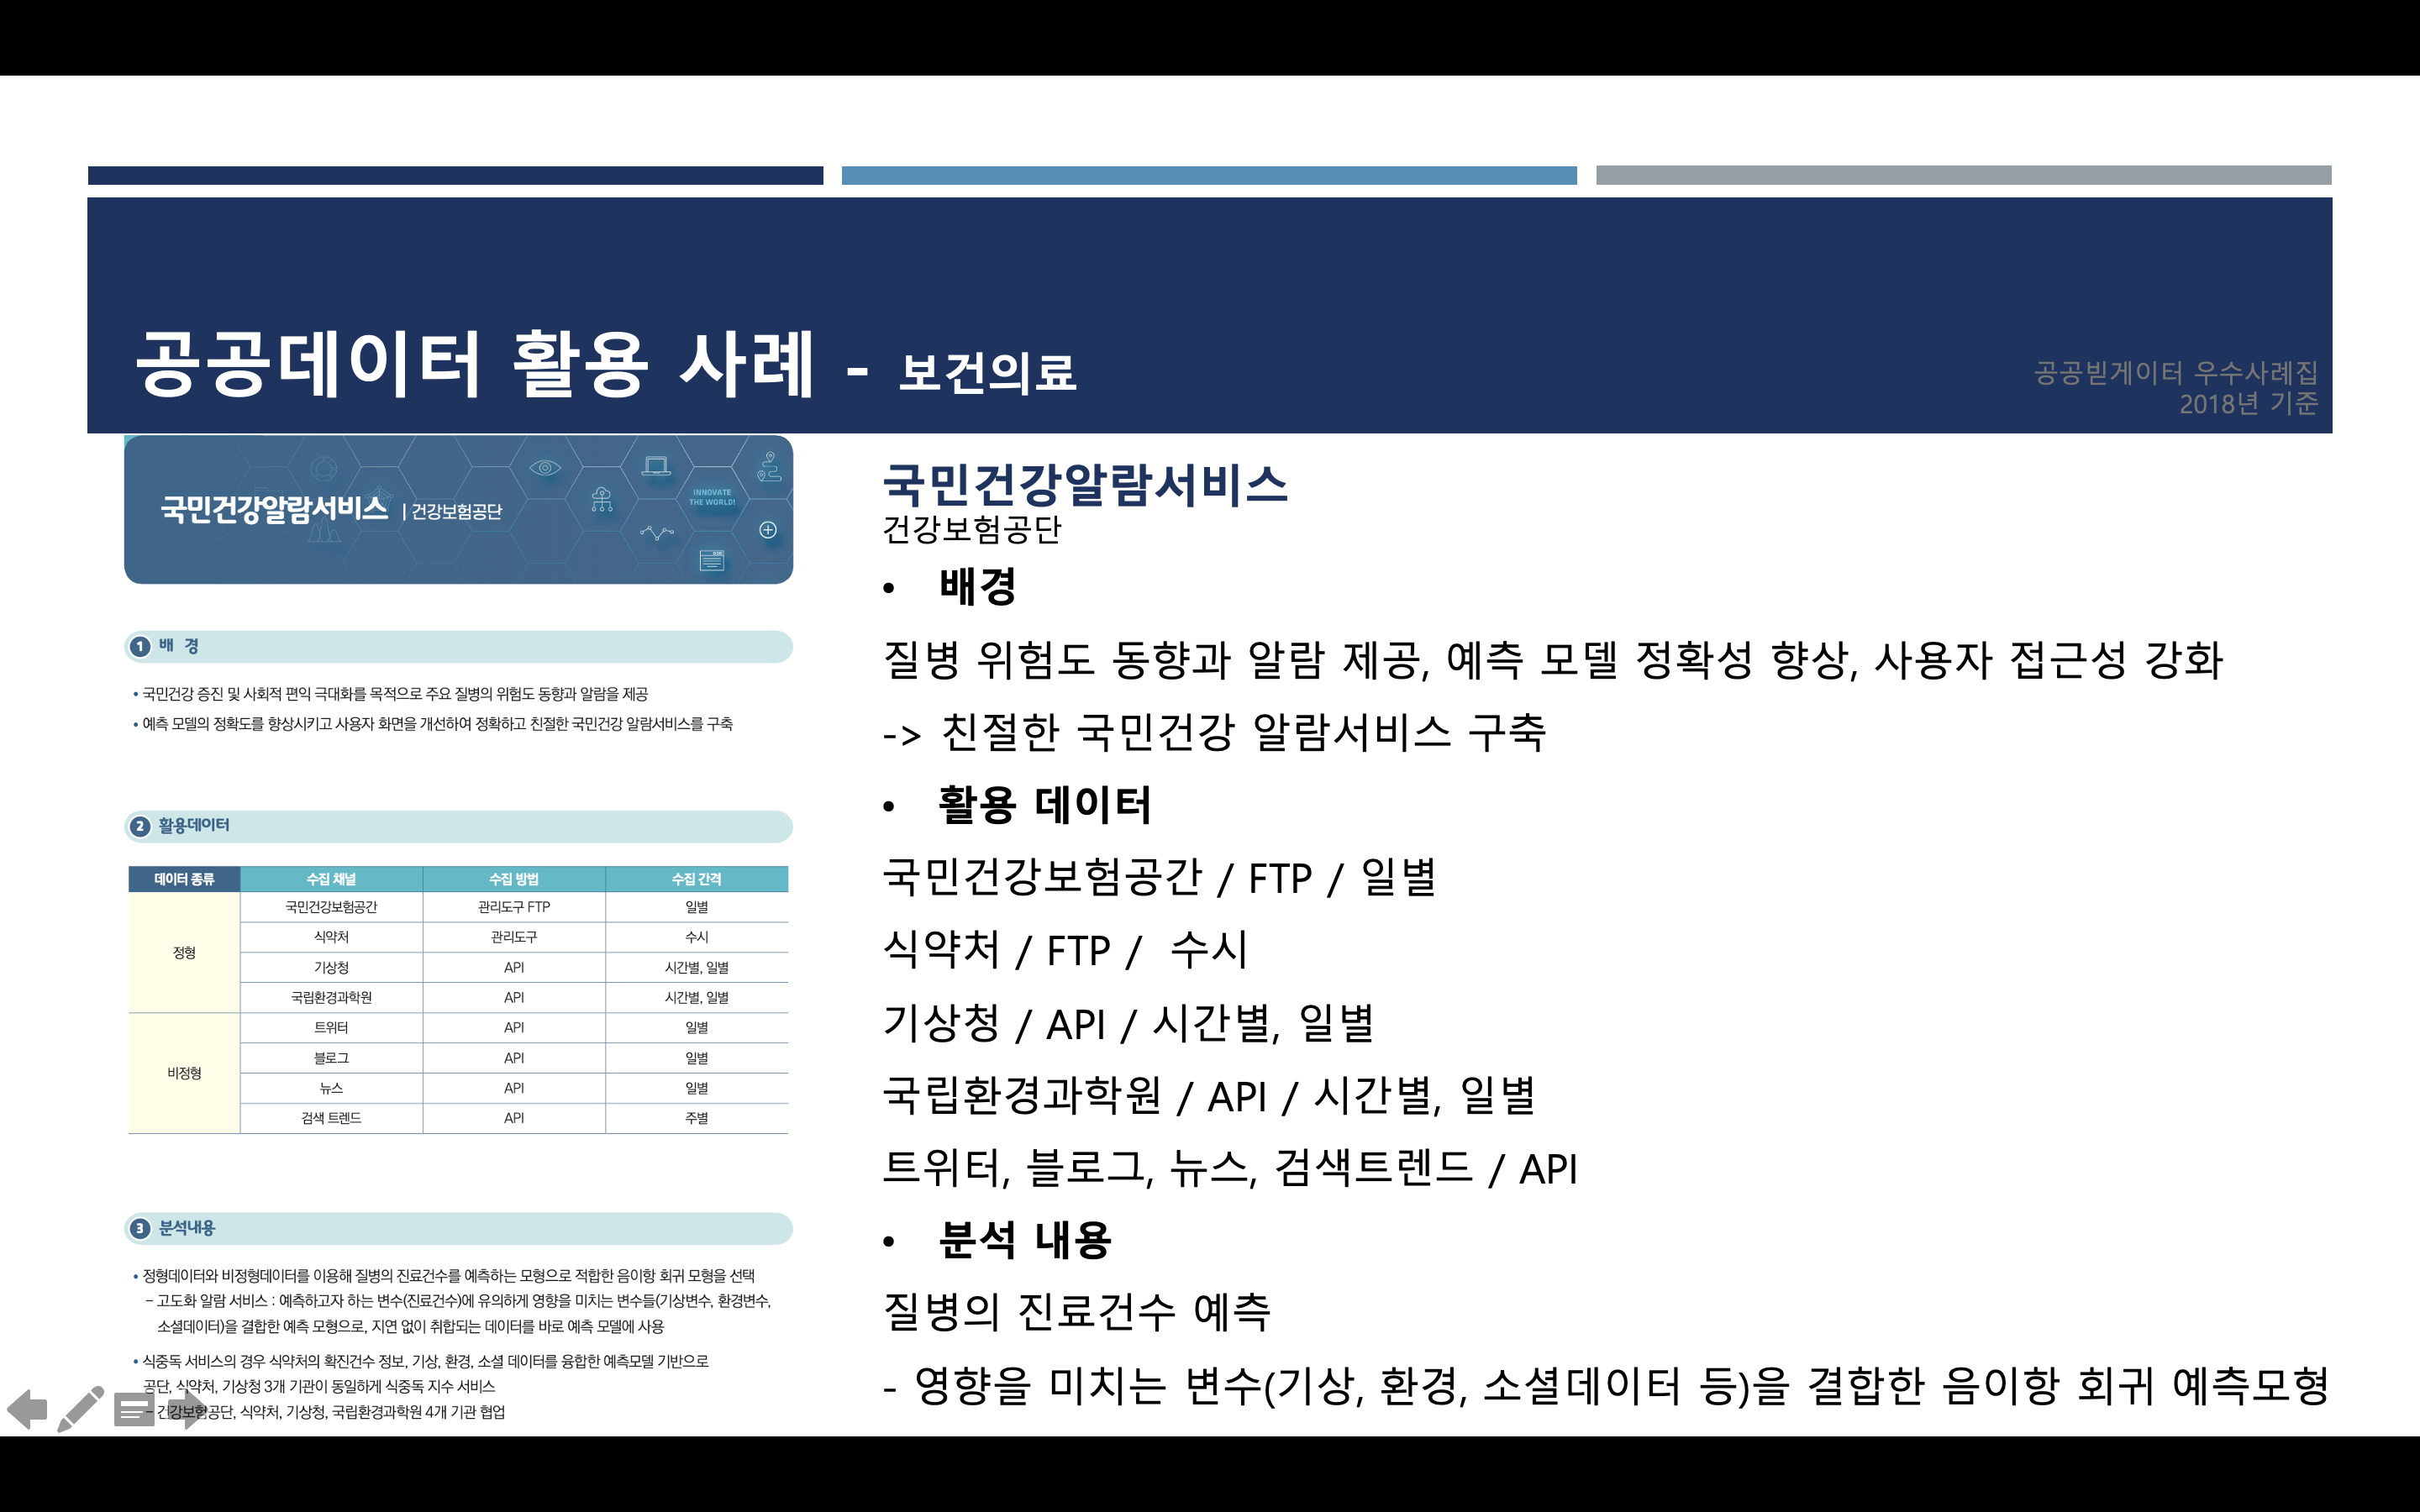 공공데이터 활용 사례 - 보건의료
공공빋게이터 우수사례집
2018년 기준
국민건강알람서비스 | 건강보험공단
INNOVATE
THE WORLD!
1 배 경
• 국민건강 증진 및 사회적 편익 극대화를 목적으로 주요 질병의 위험도 동향과 알람을 제공
• 예측 모델의 정확도를 향상시키고 사용자 화면을 개선하여 정확하고 친절한 국민건강 알람서비스를 구축
2 활용데이터
데이터 종류 수집 채널 수집 방법 수집 간격
정형
국민건강보험공간 관리도구 FTP 일별
식약처 관리도구 수시
기상청 API 시간별, 일별
국립환경과학원 API 시간별, 일별
비정형
트위터 API 일별
블로그 API 일별
뉴스 API 일별
검색 트렌드 API 주별
3 분석내용
• 정형데이터와 비정형데이터를 이용해 질병의 진료건수를 예측하는 모형으로 적합한 음이항 회귀 모형을 선택
– 고도화 알람 서비스 : 예측하고자 하는 변수(진료건수)에 유의하게 영향을 미치는 변수들(기상변수, 환경변수,
소셜데이터)을 결합한 예측 모형으로, 지연 없이 취합되는 데이터를 바로 예측 모델에 사용
• 식중독 서비스의 경우 식약처의 확진건수 정보, 기상, 환경, 소셜 데이터를 융합한 예측모델 기반으로
공단, 식약처, 기상청 3개 기관이 동일하게 식중독 지수 서비스
– 건강보험공단, 식약처, 기상청, 국립환경과학원 4개 기관 협업
국민건강알람서비스
건강보험공단
• 배경
질병 위험도 동향과 알람 제공, 예측 모델 정확성 향상, 사용자 접근성 강화
-> 친절한 국민건강 알람서비스 구축
• 활용 데이터
국민건강보험공간 / FTP / 일별
식약처 / FTP / 수시
기상청 / API / 시간별, 일별
국립환경과학원 / API / 시간별, 일별
트위터, 블로그, 뉴스, 검색트렌드 / API
• 분석 내용
질병의 진료건수 예측
- 영향을 미치는 변수(기상, 환경, 소셜데이터 등)을 결합한 음이항 회귀 예측모형